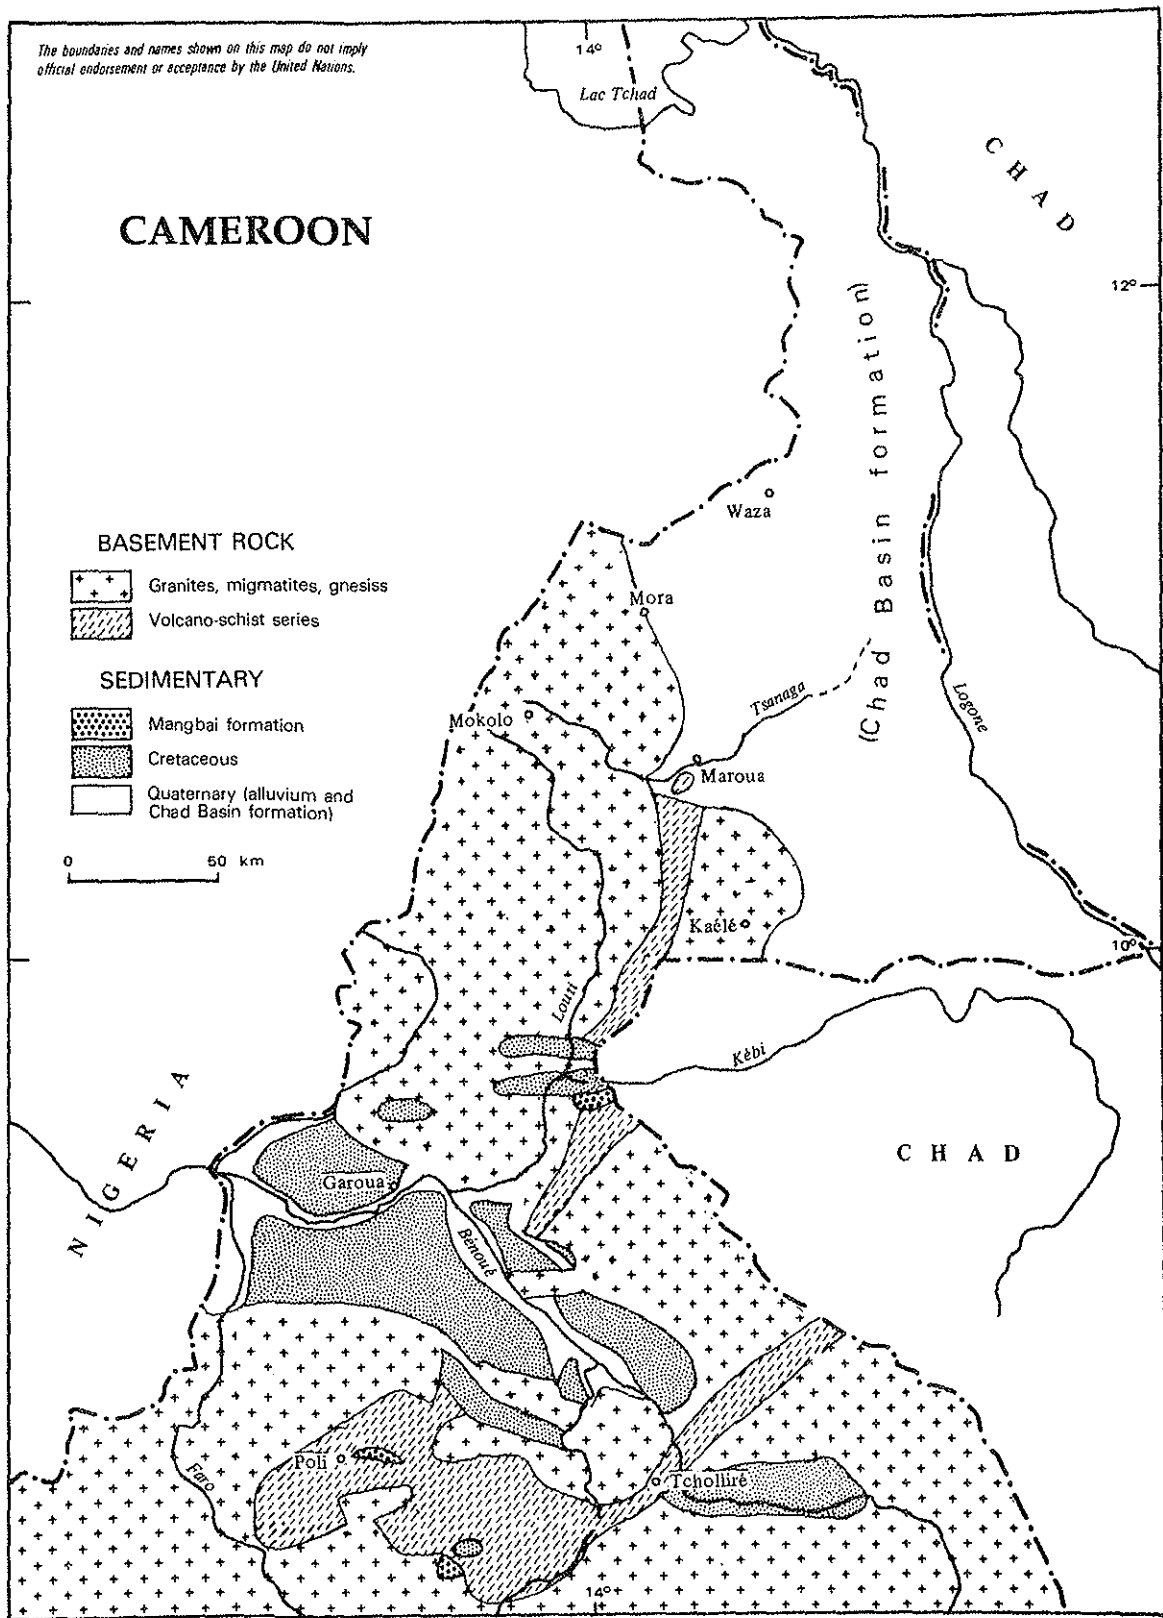 The boundaries and names shown on this map do not imply
official endorsement or acceptance by the United Nations.
14°
Lac Tchad
CHAD
CAMEROON
12°
(Chad Basin formation)
Waza
BASEMENT ROCK
Granites, migmatites, gnesiss
Volcano-schist series
Mora
SEDIMENTARY
Mangbai formation
Cretaceous
Quaternary (alluvium and
Chad Basin formation)
0 50 km
Mokolo
Tsanaga
Logone
Maroua
Kaélé
10°
Louti
Kébi
NIGERIA
CHAD
Garoua
Bénoué
Poli
Faro
Tcholliré
14°